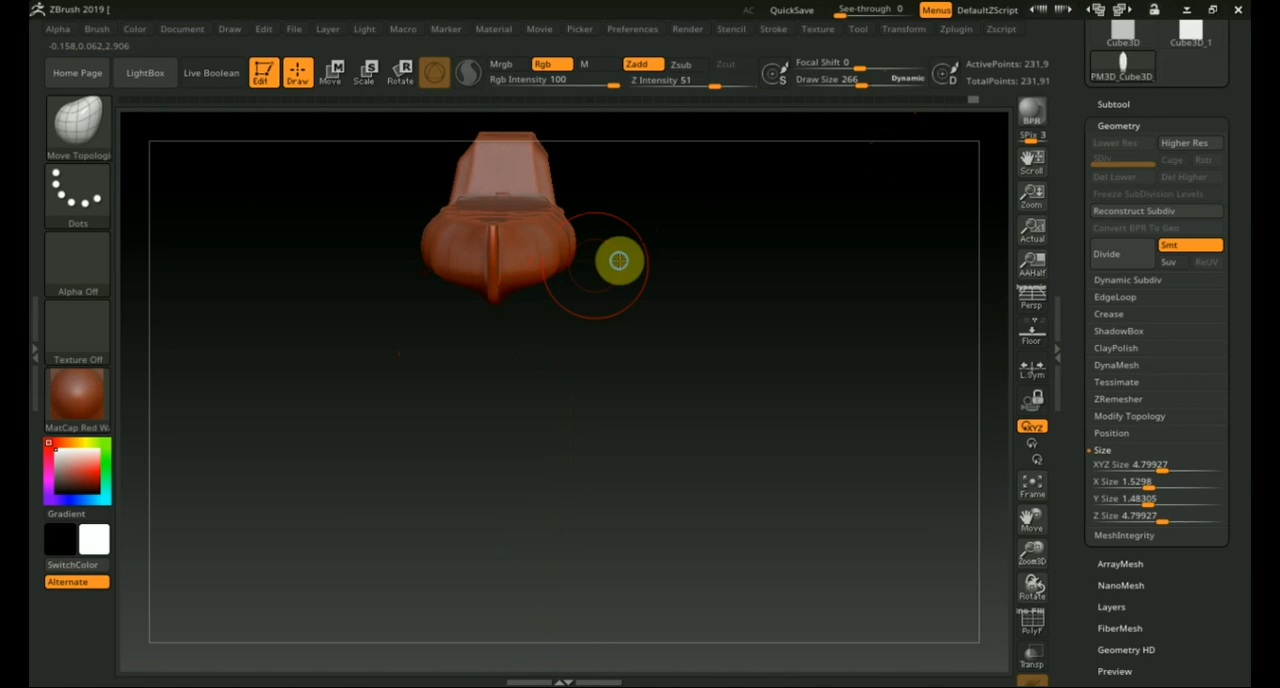 ZBrush 2019 [
AC QuickSave See-through 0 Menus DefaultZScript
Alpha Brush Color Document Draw Edit File Layer Light Macro Marker Material Movie Picker Preferences Render Stencil Stroke Texture Tool Transform Zplugin Zscript
-0.158,0.062,2.906
Home Page LightBox Live Boolean Edit Draw Move Scale Rotate
Mrgb Rgb M Zadd Zsub Zcut
Rgb Intensity 100 Z Intensity 51
S Focal Shift 0
Draw Size 266 Dynamic D
ActivePoints: 231,9
TotalPoints: 231,91
Move Topologi
Dots
Alpha Off
Texture Off
MatCap Red Wa
Gradient
SwitchColor
Alternate
BPR
SPix 3
Scroll
Zoom
Actual
AAHalf
Persp
Floor
L.Sym
XYZ
Frame
Move
Zoom3D
Rotate
PolyF
Transp
Cube3D Cube3D_1
PM3D_Cube3D_
Subtool
Geometry
Lower Res Higher Res
SDiv Cage Rstr
Del Lower Del Higher
Freeze SubDivision Levels
Reconstruct Subdiv
Convert BPR To Geo
Divide Smt
Suv ReUV
Dynamic Subdiv
EdgeLoop
Crease
ShadowBox
ClayPolish
DynaMesh
Tessimate
ZRemesher
Modify Topology
Position
Size
XYZ Size 4.79927
X Size 1.5298
Y Size 1.48305
Z Size 4.79927
MeshIntegrity
ArrayMesh
NanoMesh
Layers
FiberMesh
Geometry HD
Preview